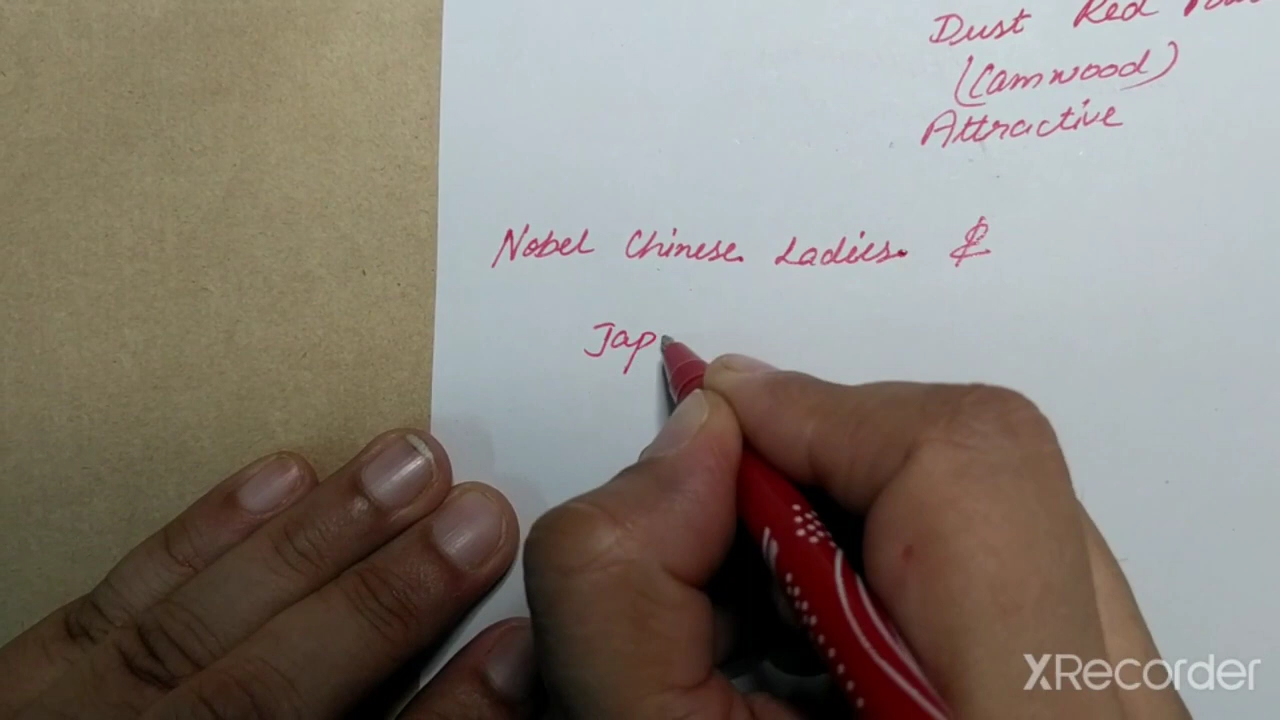 Dust Red
(Camwood)
Attractive
Nobel Chinese Ladies &
Jap
XRecorder